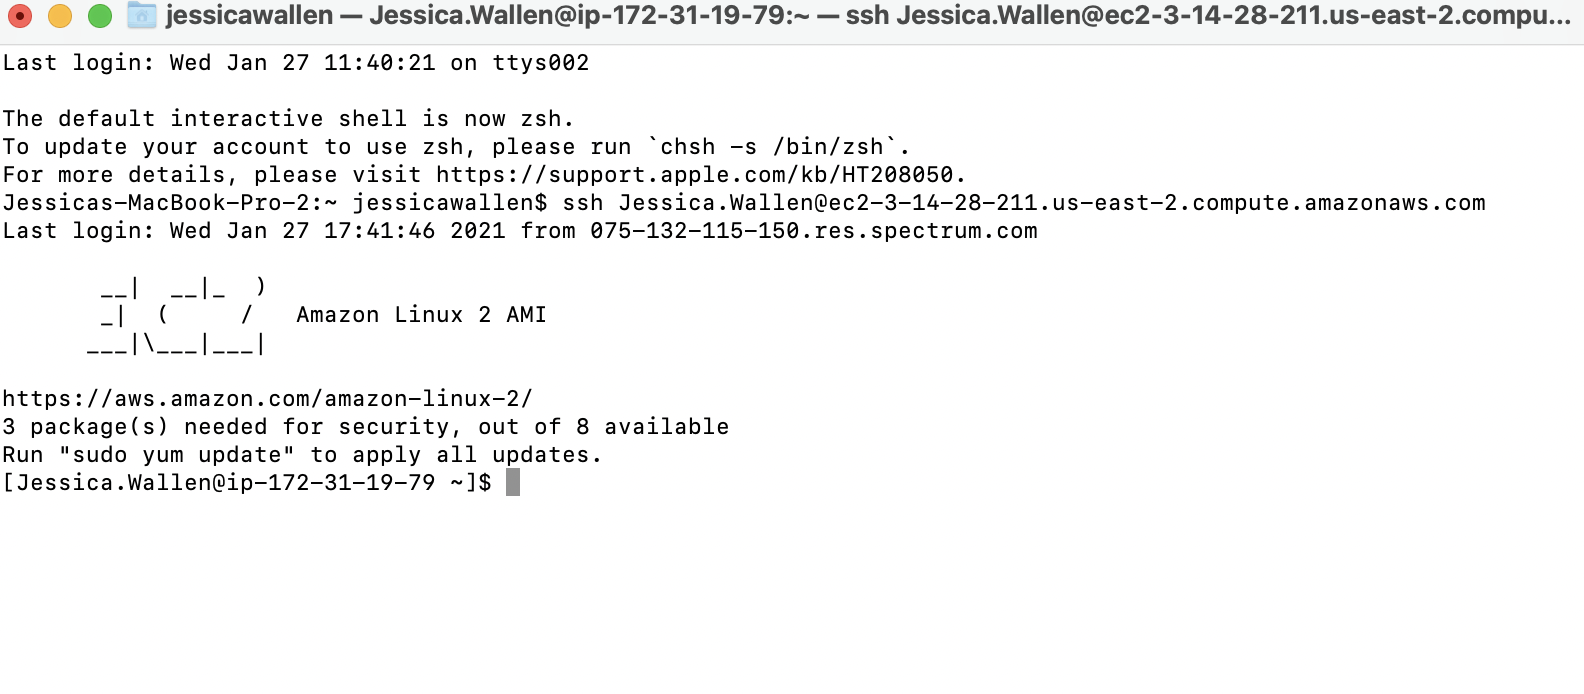 jessicawallen — Jessica.Wallen@ip-172-31-19-79:~ — ssh Jessica.Wallen@ec2-3-14-28-211.us-east-2.compu...
Last login: Wed Jan 27 11:40:21 on ttys002
The default interactive shell is now zsh.
To update your account to use zsh, please run `chsh -s /bin/zsh`.
For more details, please visit https://support.apple.com/kb/HT208050.
Jessicas-MacBook-Pro-2:~ jessicawallen$ ssh Jessica.Wallen@ec2-3-14-28-211.us-east-2.compute.amazonaws.com
Last login: Wed Jan 27 17:41:46 2021 from 075-132-115-150.res.spectrum.com
       __|  __|_  )
       _|  (     /   Amazon Linux 2 AMI
      ___|\___|___|
https://aws.amazon.com/amazon-linux-2/
3 package(s) needed for security, out of 8 available
Run "sudo yum update" to apply all updates.
[Jessica.Wallen@ip-172-31-19-79 ~]$